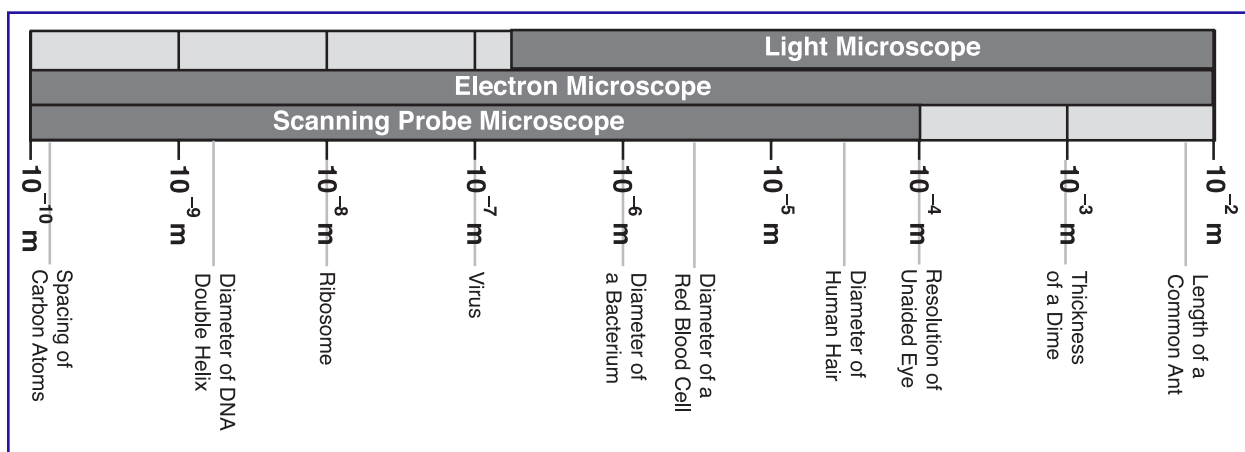 Light Microscope
Electron Microscope
Scanning Probe Microscope
10⁻¹⁰ m
10⁻⁹ m
10⁻⁸ m
10⁻⁷ m
10⁻⁶ m
10⁻⁵ m
10⁻⁴ m
10⁻³ m
10⁻² m
Spacing of
Carbon Atoms
Diameter of DNA
Double Helix
Ribosome
Virus
Diameter of
a Bacterium
Diameter of a
Red Blood Cell
Diameter of
Human Hair
Resolution of
Unaided Eye
Thickness
of a Dime
Length of a
Common Ant